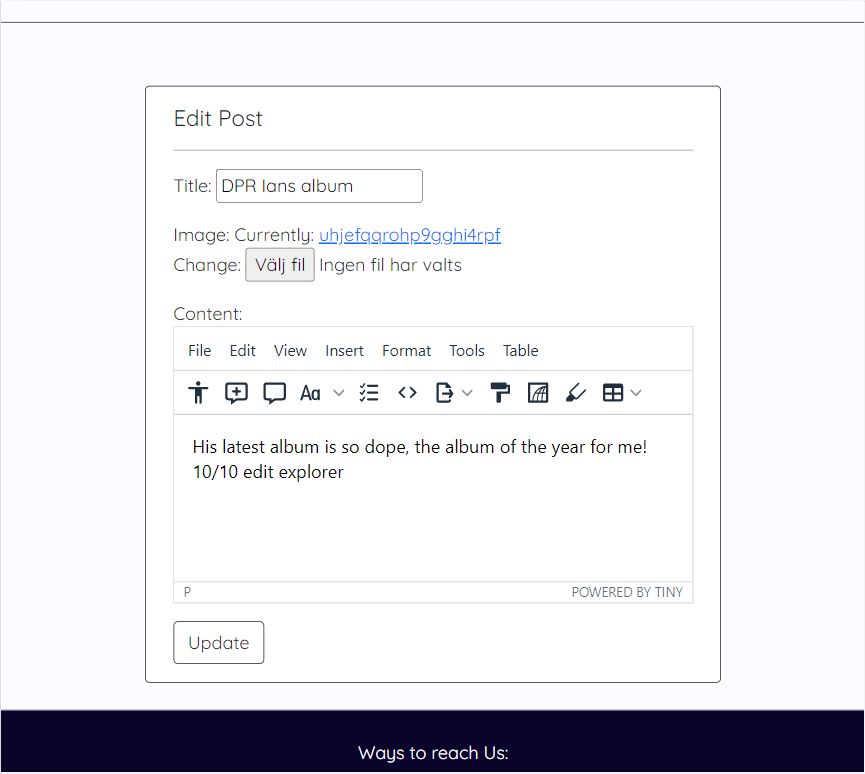 Edit Post
Title: DPR Ians album
Image: Currently: uhjefqqrohp9gghi4rpf
Change: Välj fil Ingen fil har valts
Content:
File Edit View Insert Format Tools Table
Aa
His latest album is so dope, the album of the year for me!
10/10 edit explorer
P POWERED BY TINY
Update
Ways to reach Us: